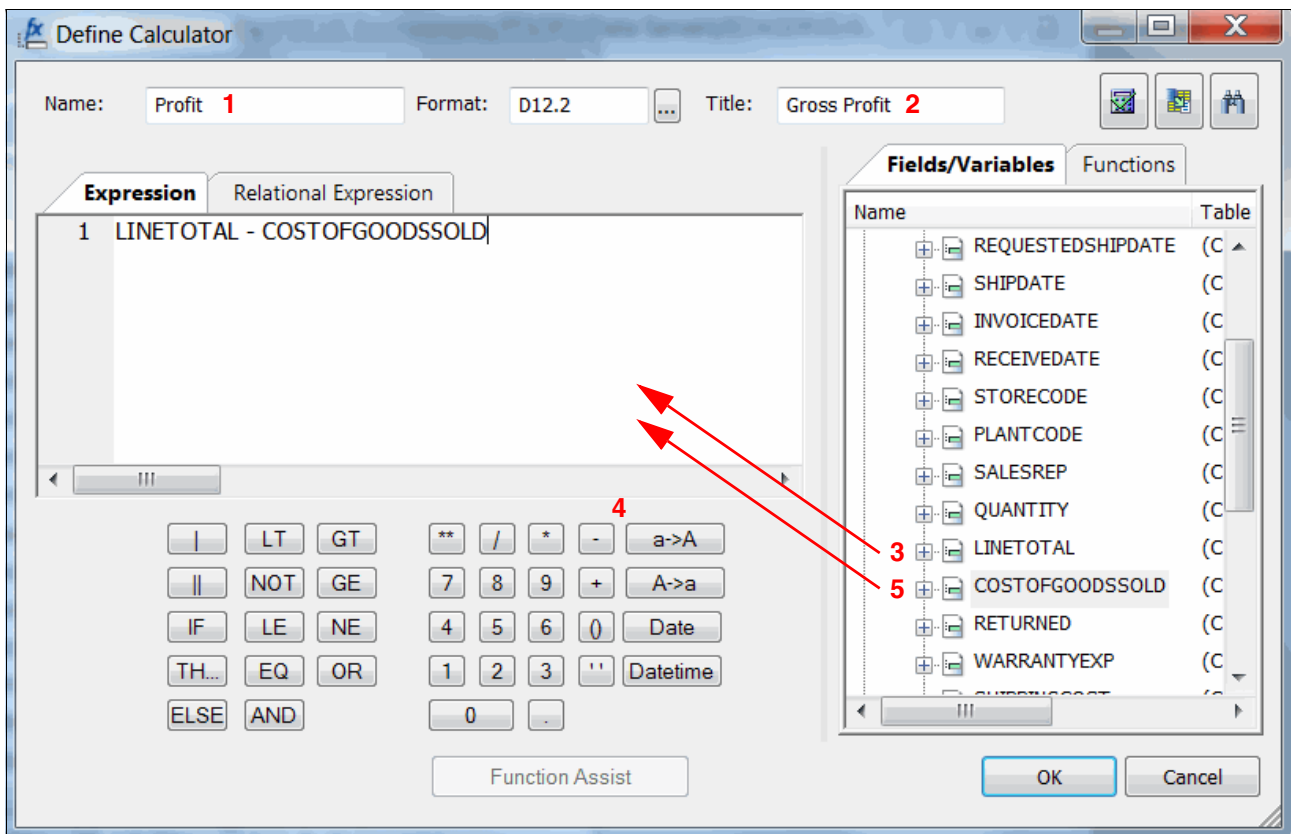 Define Calculator
Name: Profit 1 Format: D12.2 ... Title: Gross Profit 2
Expression Relational Expression
1 LINETOTAL - COSTOFGOODSSOLD
4
| LT GT ** / * - a->A
|| NOT GE 7 8 9 + A->a
IF LE NE 4 5 6 () Date
TH... EQ OR 1 2 3 ' ' Datetime
ELSE AND 0 .
Function Assist
Fields/Variables Functions
Name Table
REQUESTEDSHIPDATE (C
SHIPDATE (C
INVOICEDATE (C
RECEIVEDATE (C
STORECODE (C
PLANTCODE (C
SALESREP (C
QUANTITY (C
3 LINETOTAL (C
5 COSTOFGOODSSOLD (C
RETURNED (C
WARRANTYEXP (C
OK Cancel